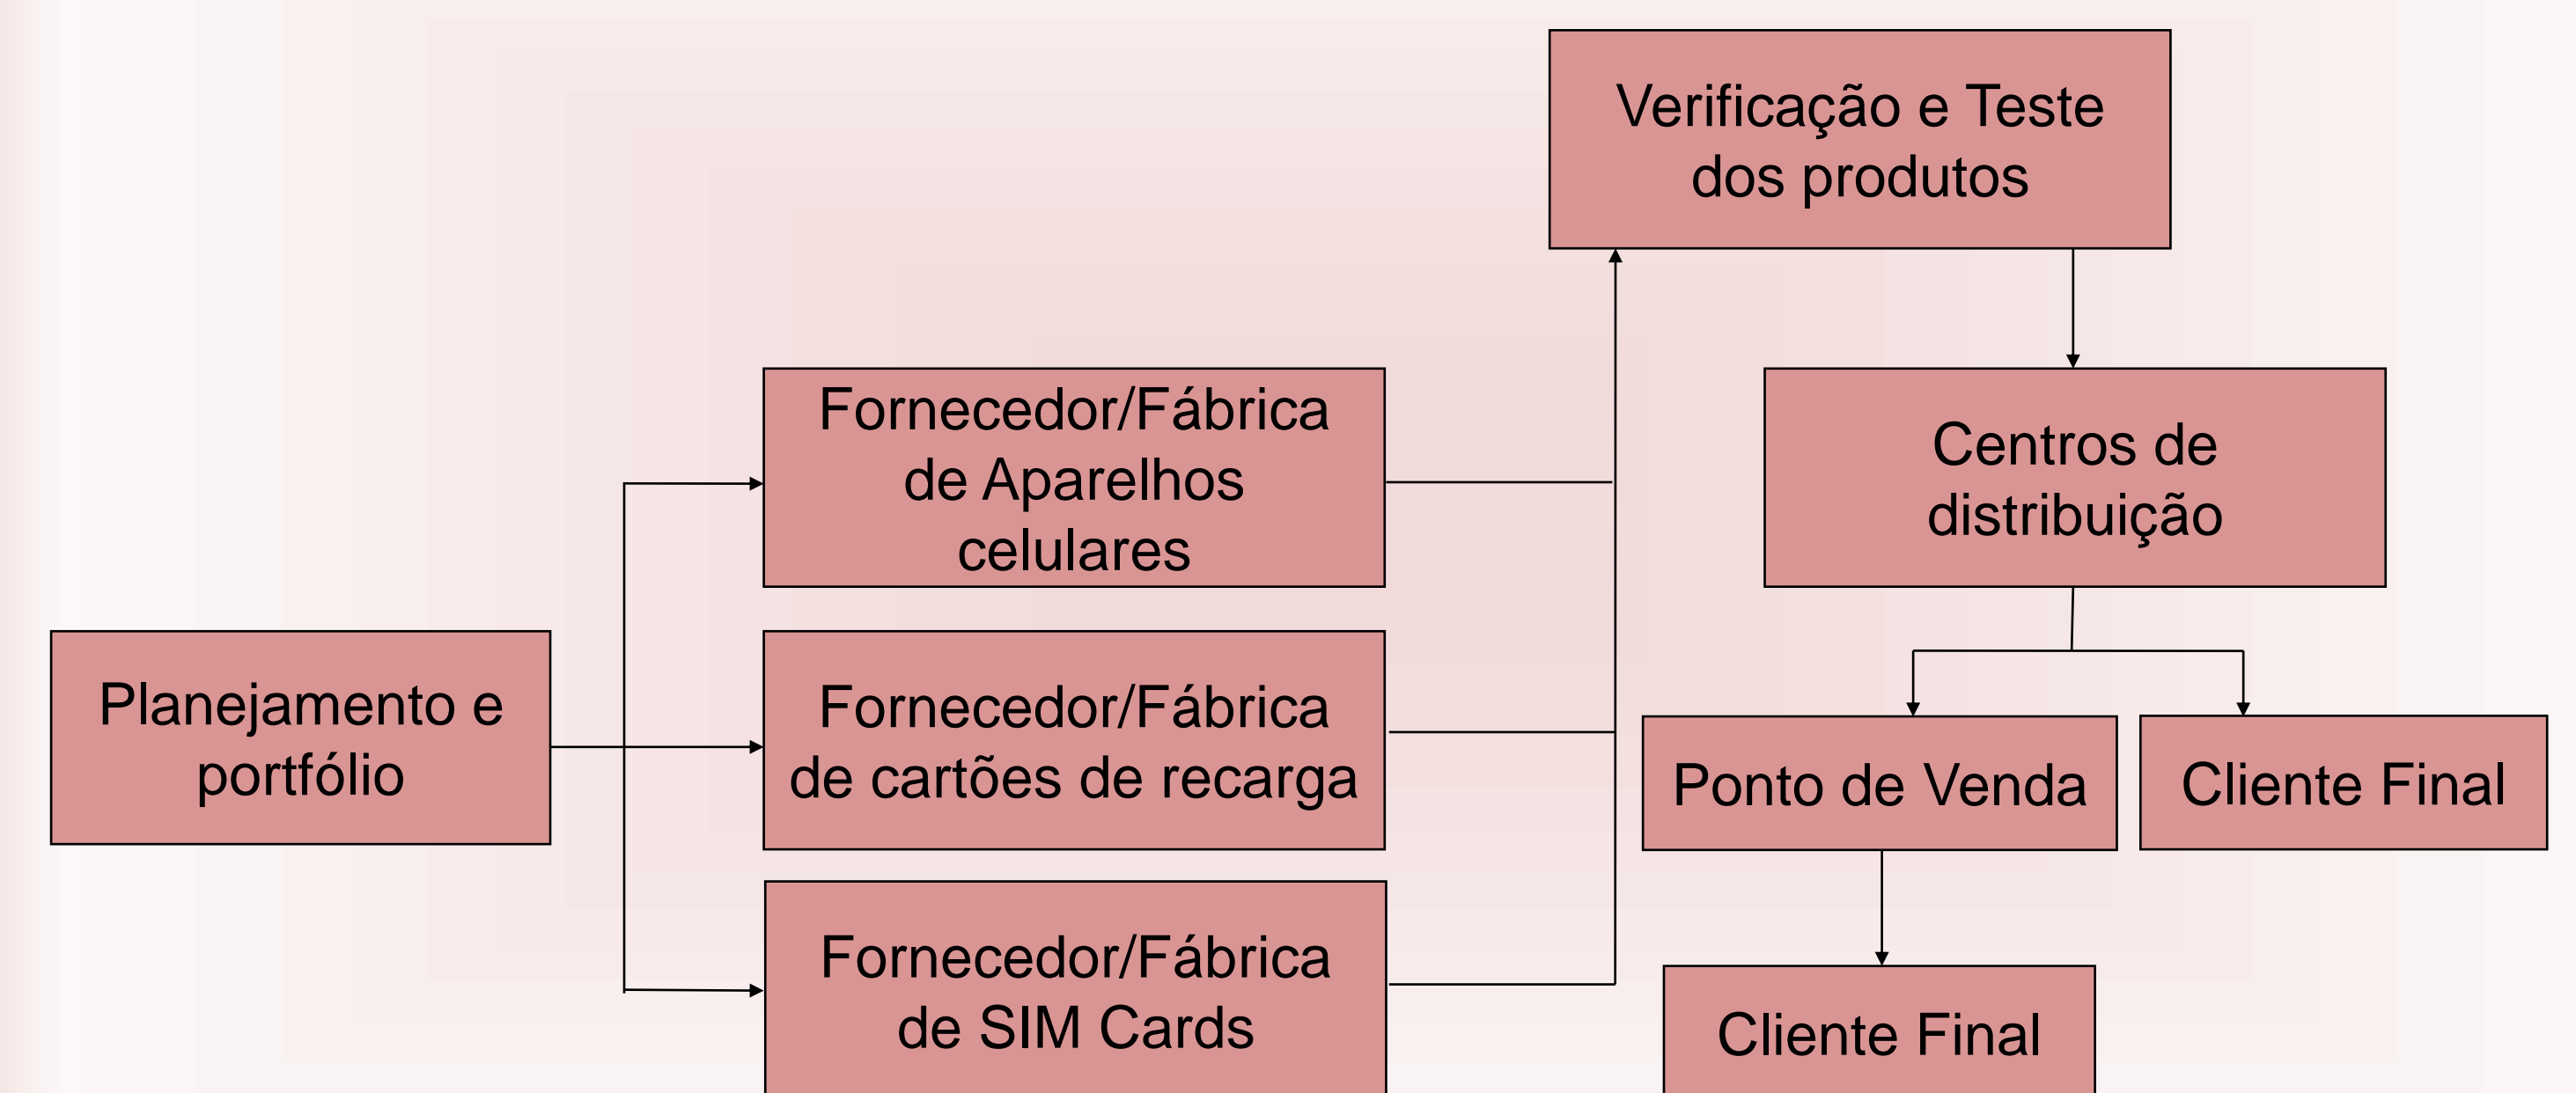 Verificação e Teste
dos produtos
Fornecedor/Fábrica
de Aparelhos
celulares
Centros de
distribuição
Planejamento e
portfólio
Fornecedor/Fábrica
de cartões de recarga
Ponto de Venda
Cliente Final
Fornecedor/Fábrica
de SIM Cards
Cliente Final